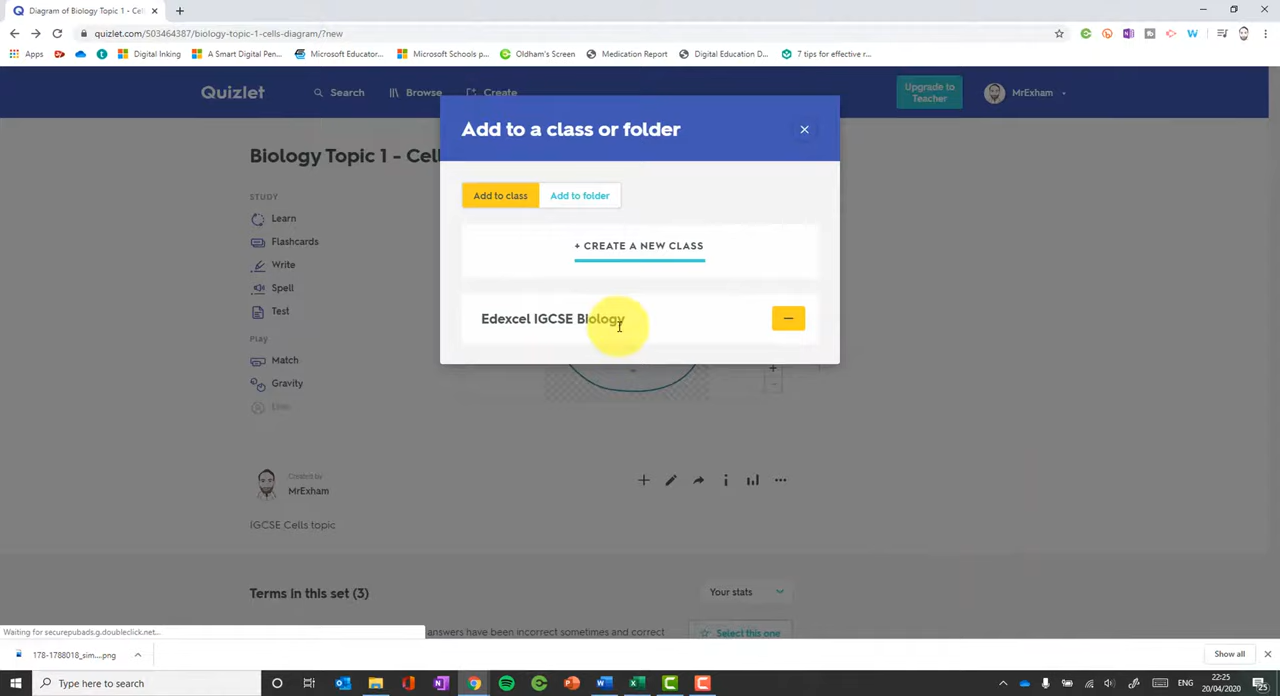 Diagram of Biology Topic 1 - Cel
quizlet.com/503464387/biology-topic-1-cells-diagram/?new
Apps
Digital Inking
A Smart Digital Pen...
Microsoft Educator...
Microsoft Schools p...
Oldham's Screen
Medication Report
Digital Education D...
7 tips for effective r...
Quizlet
Search
Browse
Create
Upgrade to
Teacher
MrExham
Add to a class or folder
Biology Topic 1 - Cel
STUDY
Learn
Flashcards
Write
Spell
Test
Play
Match
Gravity
Live
Add to class
Add to folder
+ CREATE A NEW CLASS
Edexcel IGCSE Biology
Created by
MrExham
IGCSE Cells topic
Terms in this set (3)
Your stats
answers have been incorrect sometimes and correct
Select this one
Waiting for securepubads.g.doubleclick.net...
178-1788018_sim....png
Show all
Type here to search
ENG
22:25
20/04/2020